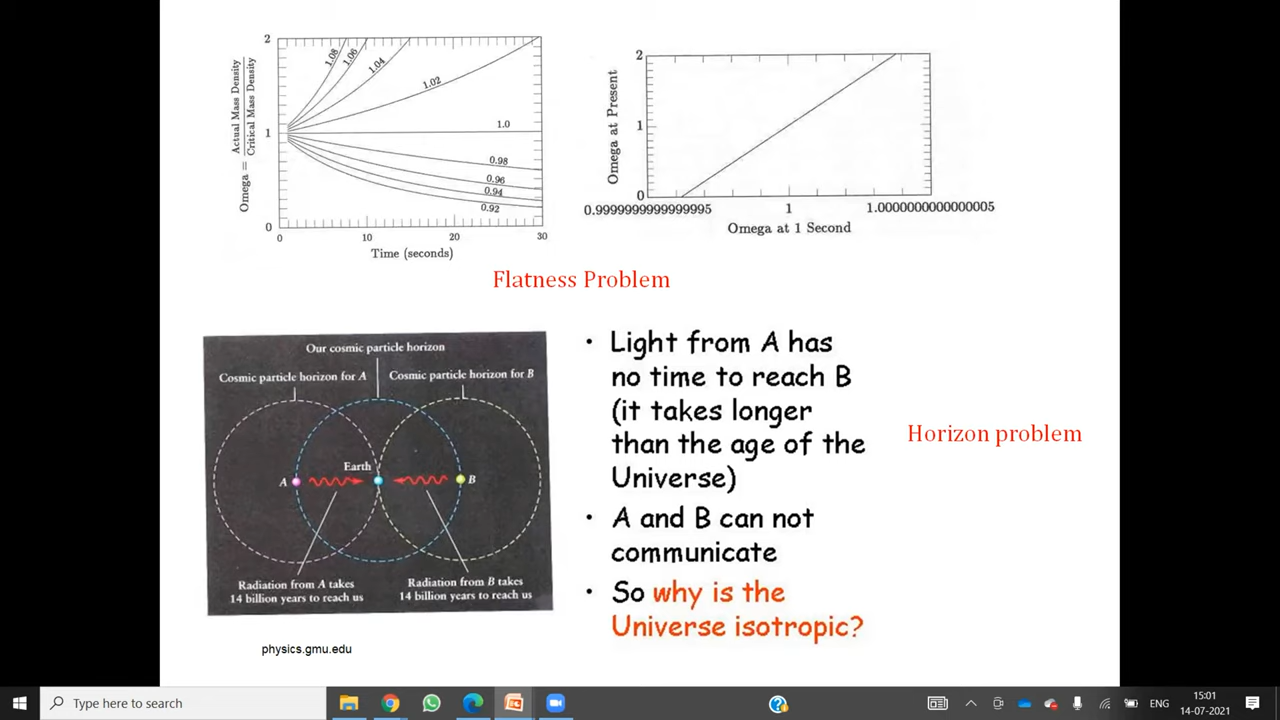 2
1
0
Omega = Actual Mass Density
Critical Mass Density
1.08
1.06
1.04
1.02
1.0
0.98
0.96
0.94
0.92
0
10
20
30
Time (seconds)
2
1
0
Omega at Present
0.9999999999999995
1
1.0000000000000005
Omega at 1 Second
Flatness Problem
Our cosmic particle horizon
Cosmic particle horizon for A
Cosmic particle horizon for B
Earth
A
B
Radiation from A takes
14 billion years to reach us
Radiation from B takes
14 billion years to reach us
physics.gmu.edu
• Light from A has
no time to reach B
(it takes longer
than the age of the
Universe)
• A and B can not
communicate
• So why is the
Universe isotropic?
Horizon problem
Type here to search
ENG
15:01
14-07-2021